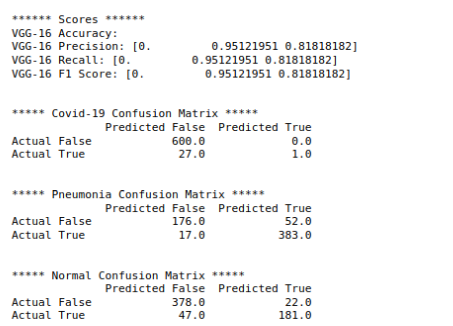 ****** Scores ******
VGG-16 Accuracy:
VGG-16 Precision: [0.         0.95121951 0.81818182]
VGG-16 Recall: [0.         0.95121951 0.81818182]
VGG-16 F1 Score: [0.         0.95121951 0.81818182]
***** Covid-19 Confusion Matrix *****
              Predicted False  Predicted True
Actual False            600.0             0.0
Actual True              27.0             1.0
***** Pneumonia Confusion Matrix *****
              Predicted False  Predicted True
Actual False            176.0            52.0
Actual True              17.0           383.0
***** Normal Confusion Matrix *****
              Predicted False  Predicted True
Actual False            378.0            22.0
Actual True              47.0           181.0